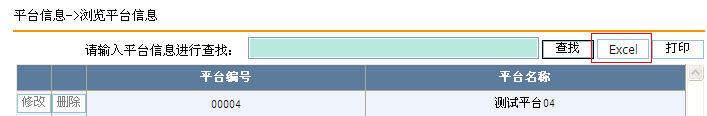 平台信息->浏览平台信息
请输入平台信息进行查找: 查找 Excel 打印
平台编号 平台名称
修改 删除 00004 测试平台04